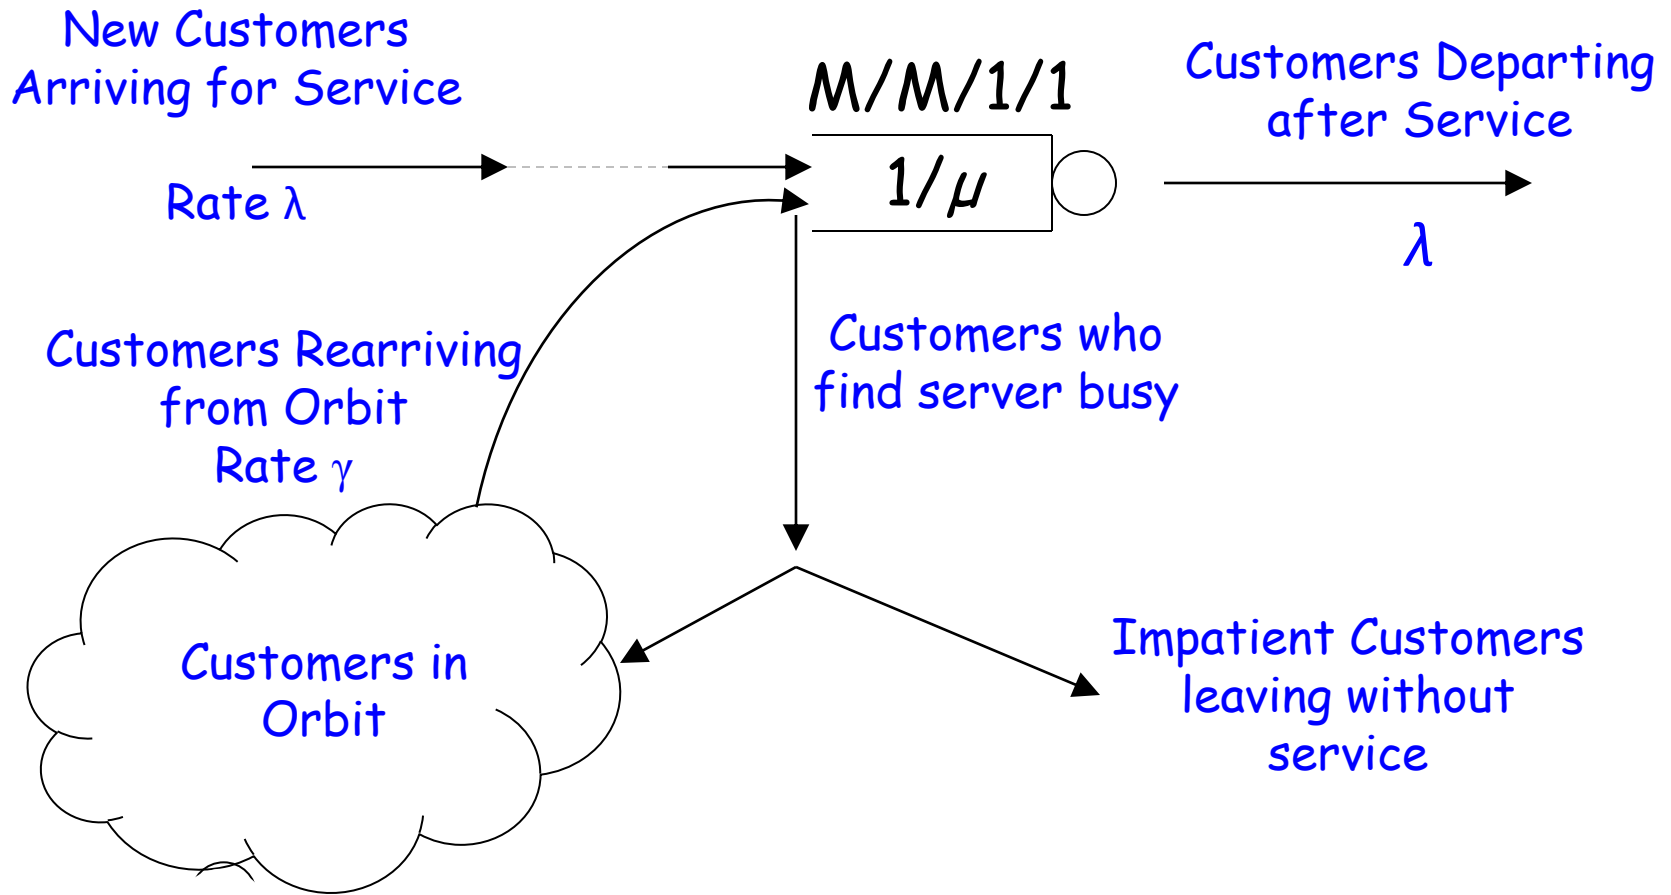 New Customers
Arriving for Service
Rate λ
M/M/1/1
1/μ
Customers Departing
after Service
λ
Customers Rearriving
from Orbit
Rate γ
Customers who
find server busy
Customers in
Orbit
Impatient Customers
leaving without
service